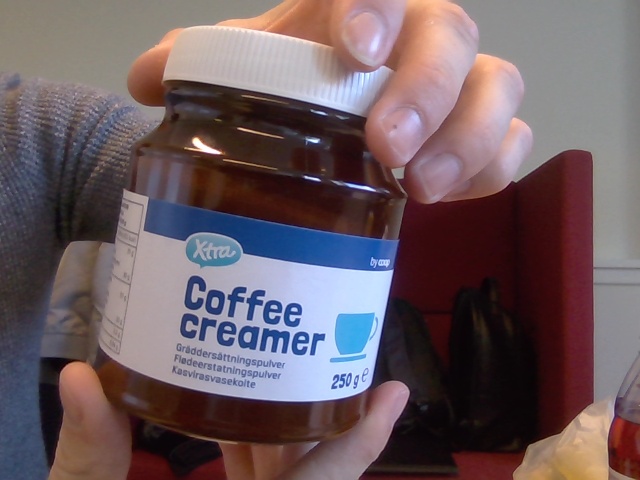 Xtra
by coop
Coffee
creamer
Gräddersättningspulver
Flødeerstatningspulver
Kasvirasvasekoite
250 g ℮